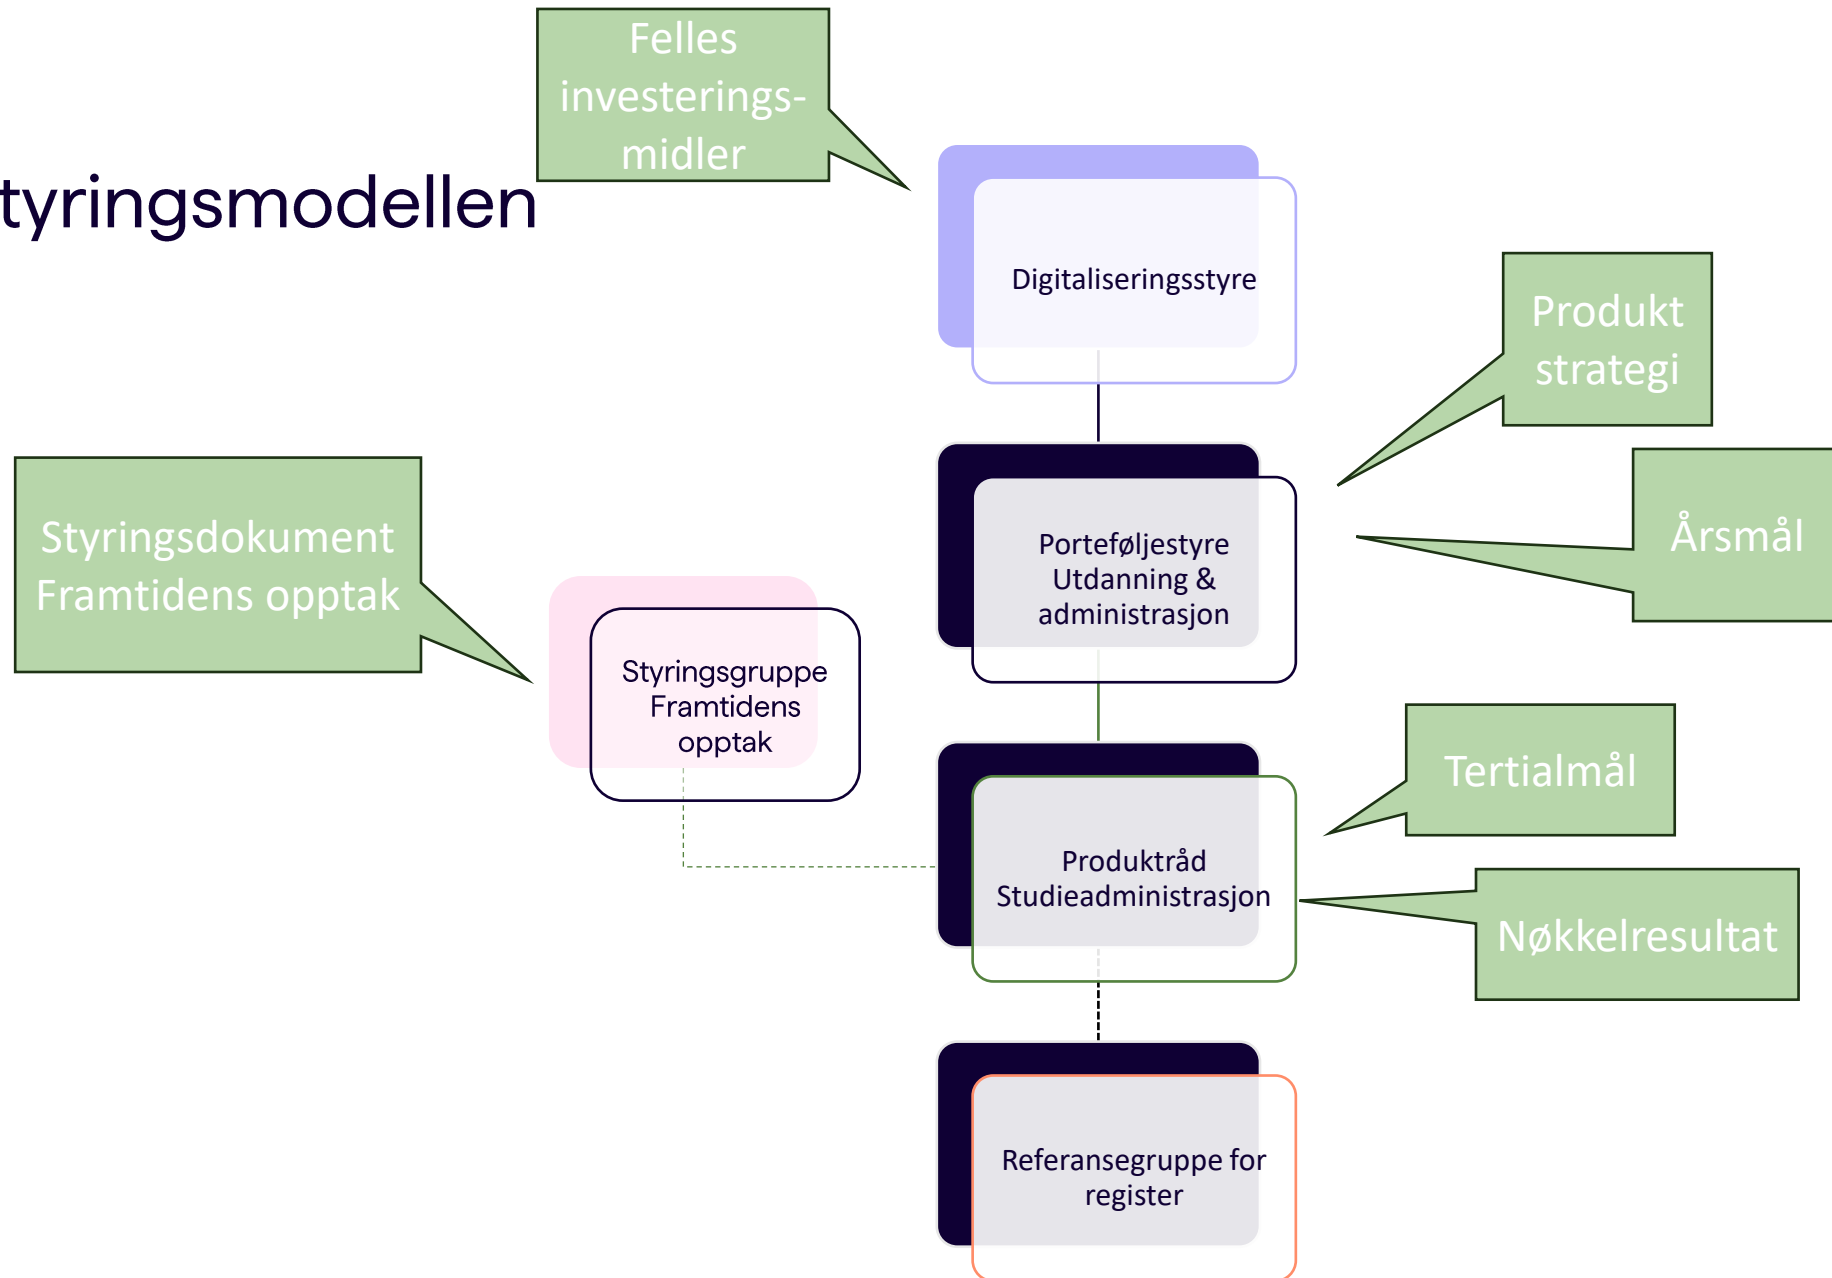 Felles
investerings-
midler
tyringsmodellen
Digitaliseringsstyre
Produkt
strategi
Årsmål
Styringsdokument
Framtidens opptak
Porteføljestyre
Utdanning &
administrasjon
Styringsgruppe
Framtidens
opptak
Tertialmål
Produktråd
Studieadministrasjon
Nøkkelresultat
Referansegruppe for
register